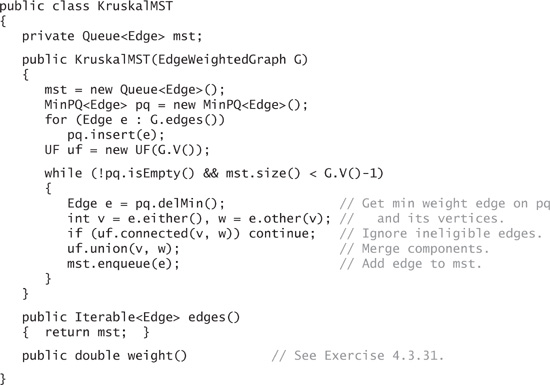 public class KruskalMST
{
private Queue<Edge> mst;
public KruskalMST(EdgeWeightedGraph G)
{
mst = new Queue<Edge>();
MinPQ<Edge> pq = new MinPQ<Edge>();
for (Edge e : G.edges())
pq.insert(e);
UF uf = new UF(G.V());
while (!pq.isEmpty() && mst.size() < G.V()-1)
{
Edge e = pq.delMin(); // Get min weight edge on pq
int v = e.either(), w = e.other(v); // and its vertices.
if (uf.connected(v, w)) continue; // Ignore ineligible edges.
uf.union(v, w); // Merge components.
mst.enqueue(e); // Add edge to mst.
}
}
public Iterable<Edge> edges()
{ return mst; }
public double weight() // See Exercise 4.3.31.
}